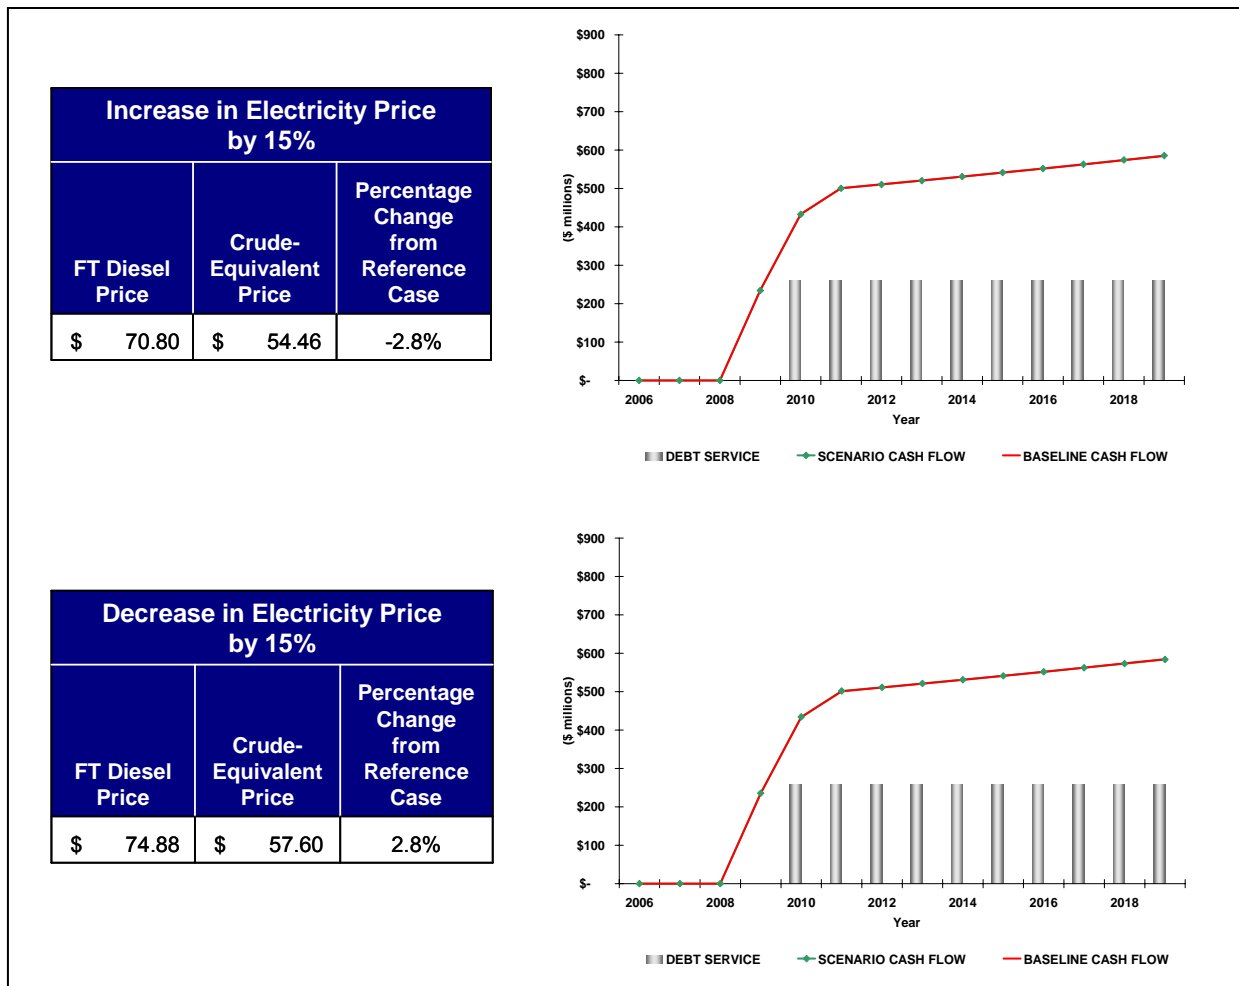 Increase in Electricity Price
by 15%
FT Diesel
Price
Crude-
Equivalent
Price
Percentage
Change
from
Reference
Case
$ 70.80
$ 54.46
-2.8%
$900
$800
$700
$600
$500
$400
$300
$200
$100
$-
($ millions)
2006 2008 2010 2012 2014 2016 2018
Year
DEBT SERVICE SCENARIO CASH FLOW BASELINE CASH FLOW
Decrease in Electricity Price
by 15%
FT Diesel
Price
Crude-
Equivalent
Price
Percentage
Change
from
Reference
Case
$ 74.88
$ 57.60
2.8%
$900
$800
$700
$600
$500
$400
$300
$200
$100
$-
($ millions)
2006 2008 2010 2012 2014 2016 2018
Year
DEBT SERVICE SCENARIO CASH FLOW BASELINE CASH FLOW